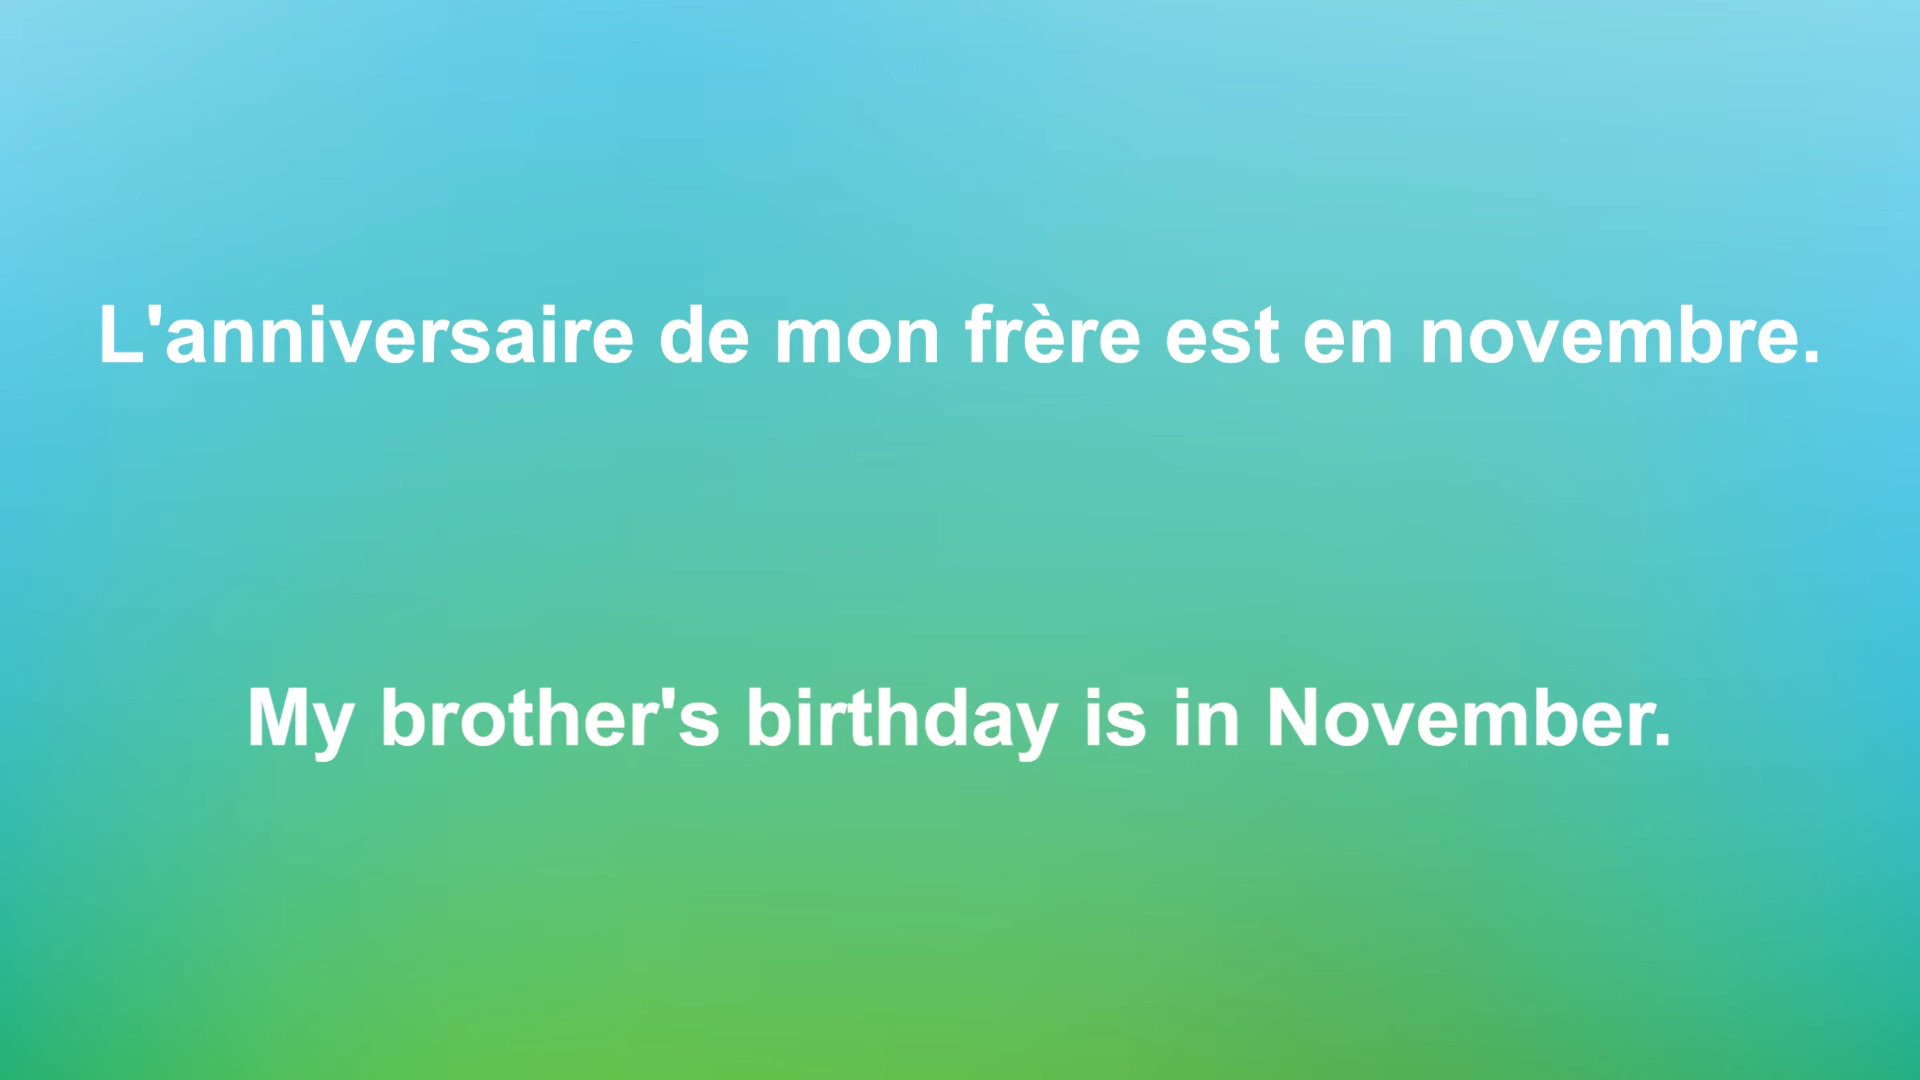 L'anniversaire de mon frère est en novembre.
My brother's birthday is in November.